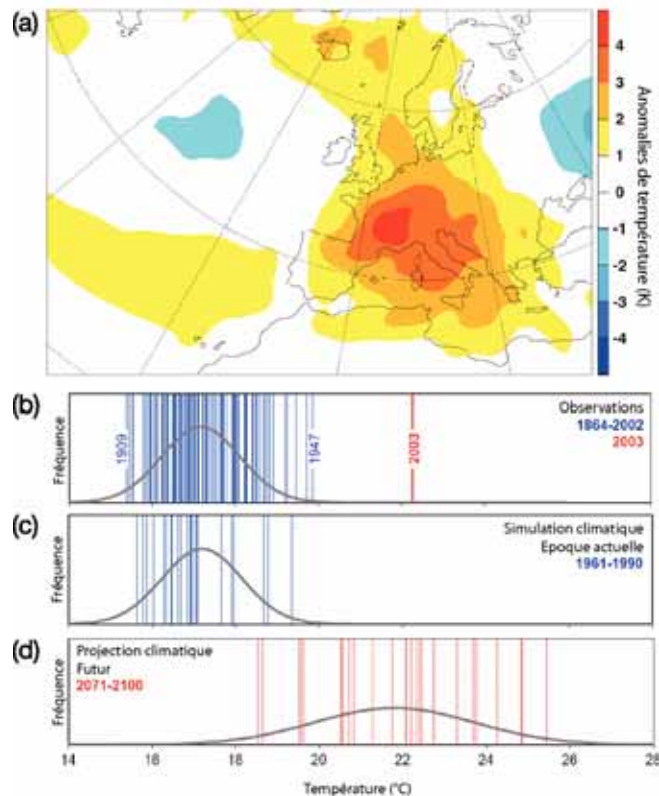 (a)
4
3
2
1
0
-1
-2
-3
-4
Anomalies de température (K)
(b)
Fréquence
1909
1947
2003
Observations
1864-2002
2003
(c)
Fréquence
Simulation climatique
Epoque actuelle
1961-1990
(d)
Fréquence
Projection climatique
Futur
2071-2100
14 16 18 20 22 24 26 28
Température (°C)